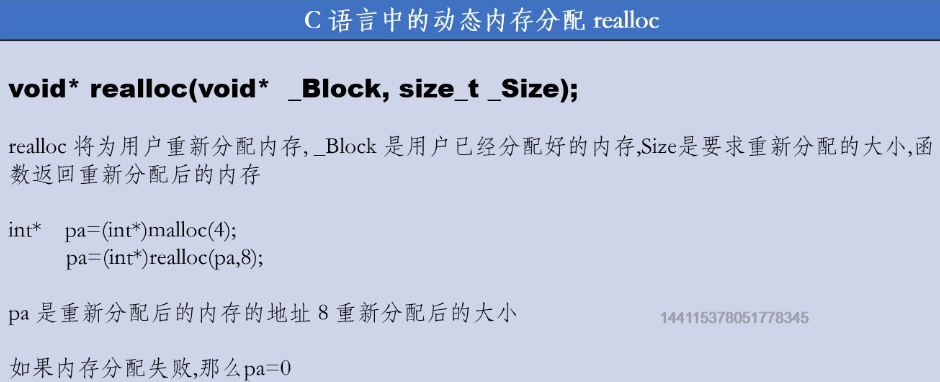 C 语言中的动态内存分配 realloc
void* realloc(void* _Block, size_t _Size);
realloc 将为用户重新分配内存, _Block 是用户已经分配好的内存,Size是要求重新分配的大小,函
数返回重新分配后的内存
int* pa=(int*)malloc(4);
pa=(int*)realloc(pa,8);
pa 是重新分配后的内存的地址 8 重新分配后的大小
144115378051778345
如果内存分配失败,那么pa=0